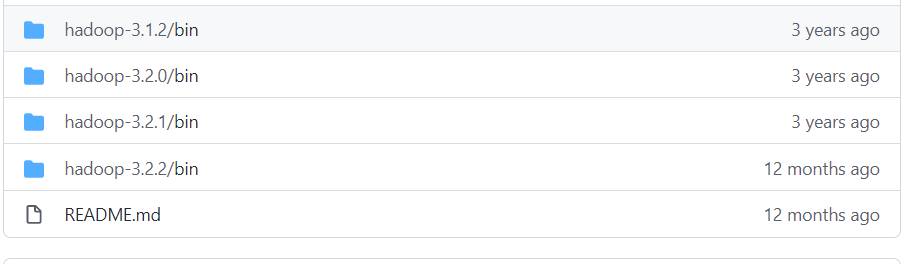 hadoop-3.1.2/bin 3 years ago
hadoop-3.2.0/bin 3 years ago
hadoop-3.2.1/bin 3 years ago
hadoop-3.2.2/bin 12 months ago
README.md 12 months ago